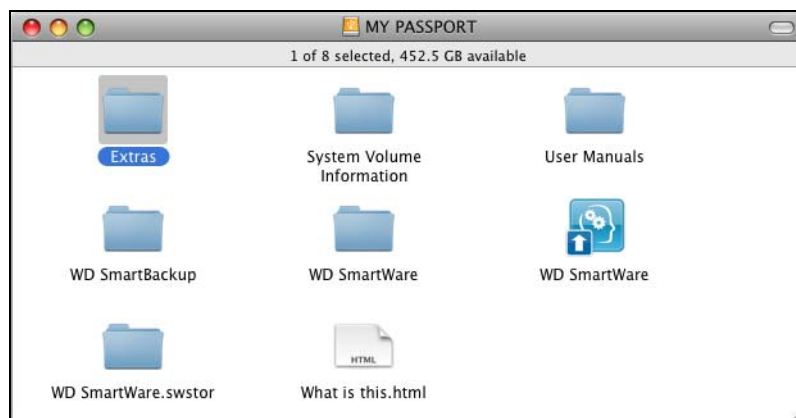 MY PASSPORT
1 of 8 selected, 452.5 GB available
Extras
System Volume
Information
User Manuals
WD SmartBackup
WD SmartWare
WD SmartWare
WD SmartWare.swstor
HTML
What is this.html